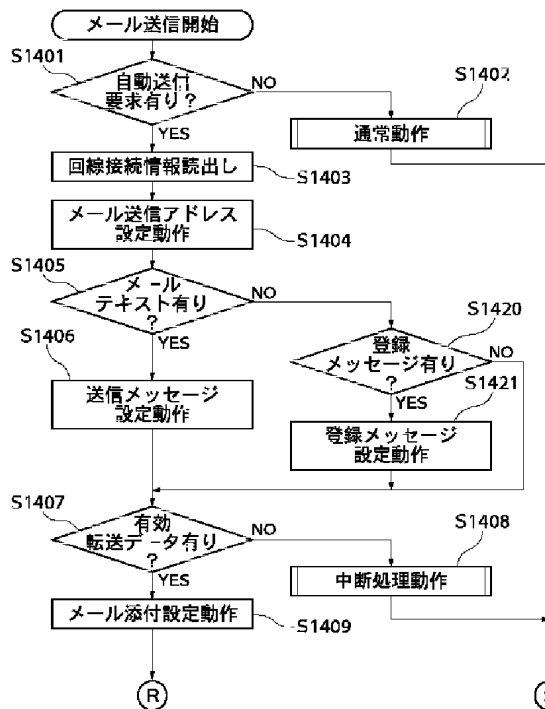 メール送信開始
S1401
自動送信
要求有り？
NO
S1402
通常動作
YES
回線接続情報読出し
S1403
メール送信アドレス
設定動作
S1404
S1405
メール
テキスト有り
？
NO
YES
S1406
送信メッセージ
設定動作
S1420
登録
メッセージ有り
？
NO
YES
S1421
登録メッセージ
設定動作
S1407
有効
転送データ有り
？
NO
YES
S1408
中断処理動作
メール添付設定動作
S1409
R